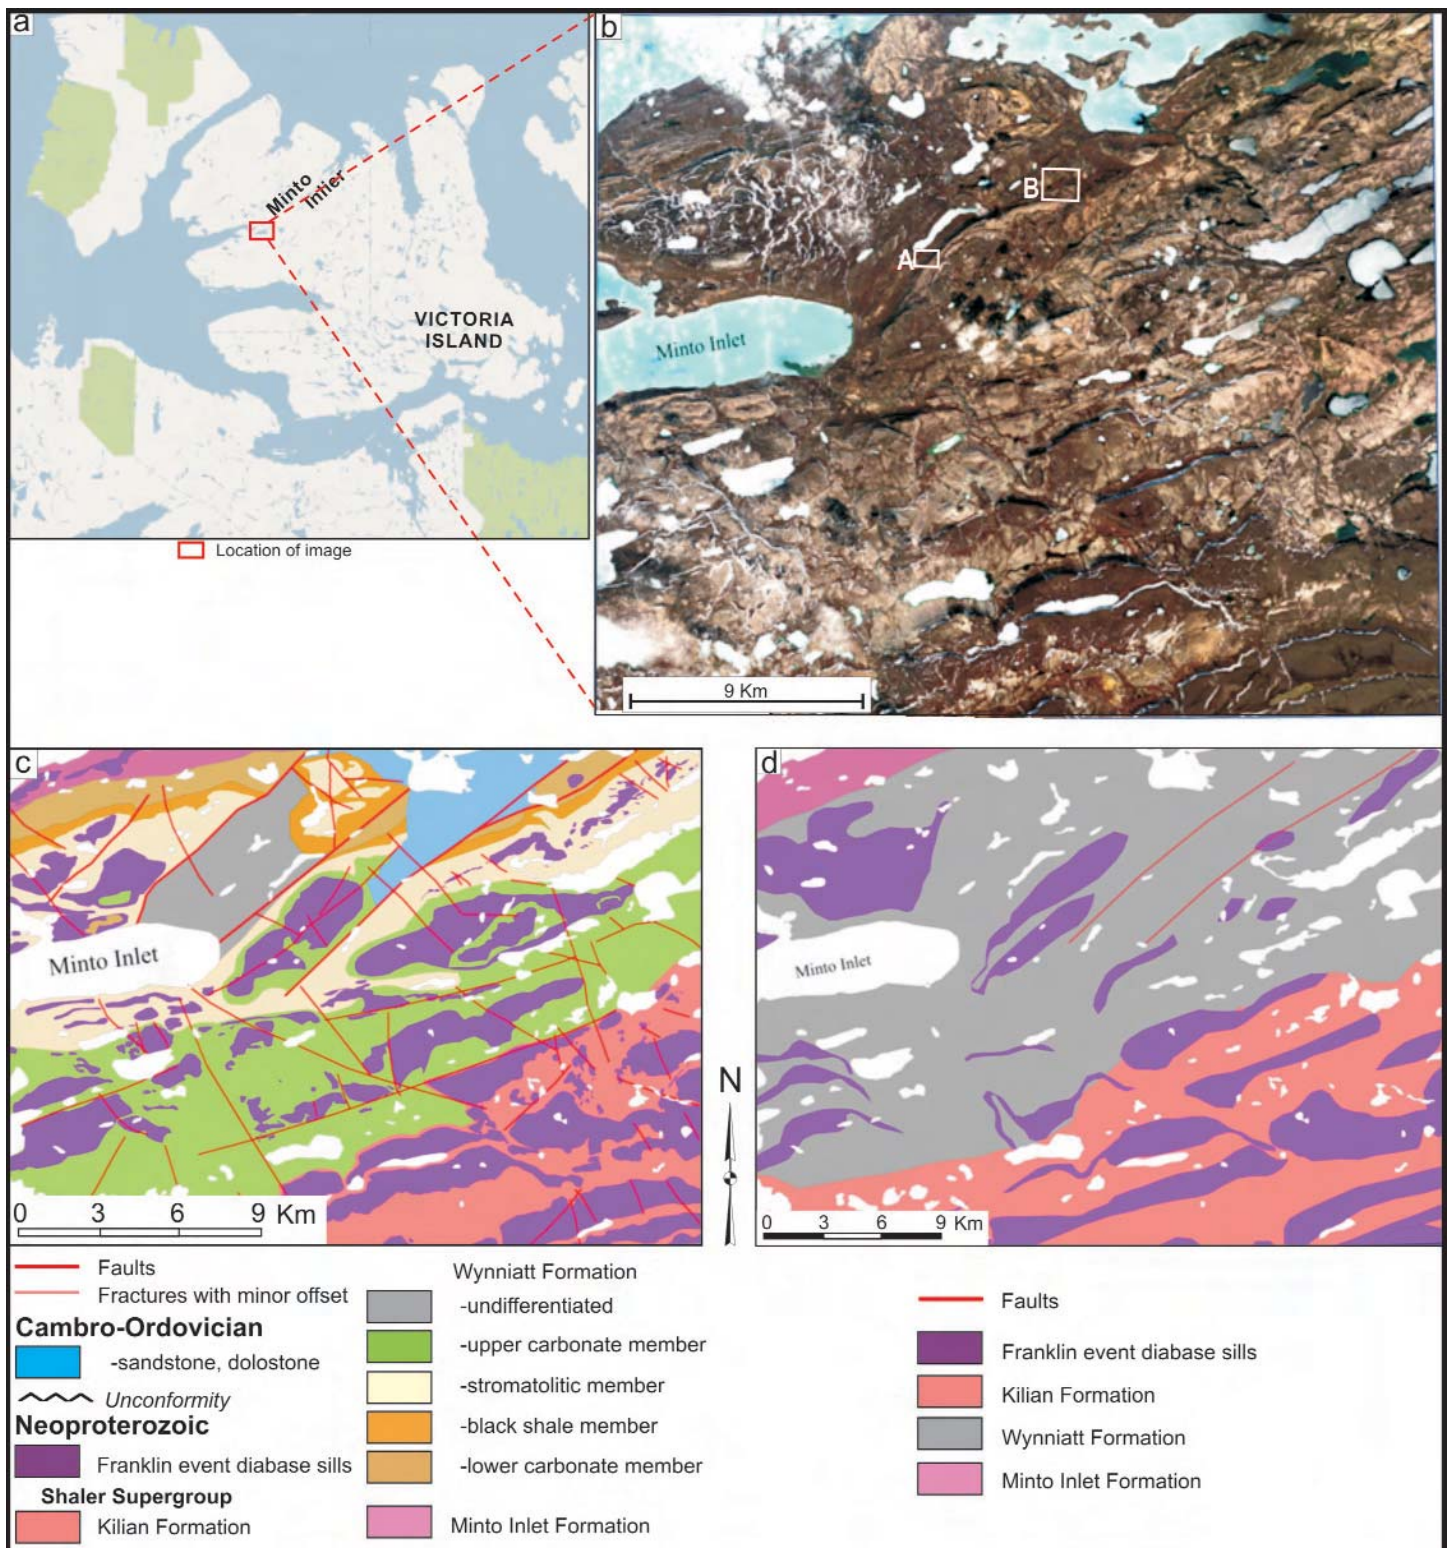 a
b
Minto
Inlier
VICTORIA
ISLAND
Location of image
B
A
Minto Inlet
9 Km
c
d
Minto Inlet
Minto Inlet
N
0 3 6 9 Km
0 3 6 9 Km
Faults
Fractures with minor offset
Cambro-Ordovician
-sandstone, dolostone
Unconformity
Neoproterozoic
Franklin event diabase sills
Shaler Supergroup
Kilian Formation
Wynniatt Formation
-undifferentiated
-upper carbonate member
-stromatolitic member
-black shale member
-lower carbonate member
Minto Inlet Formation
Faults
Franklin event diabase sills
Kilian Formation
Wynniatt Formation
Minto Inlet Formation